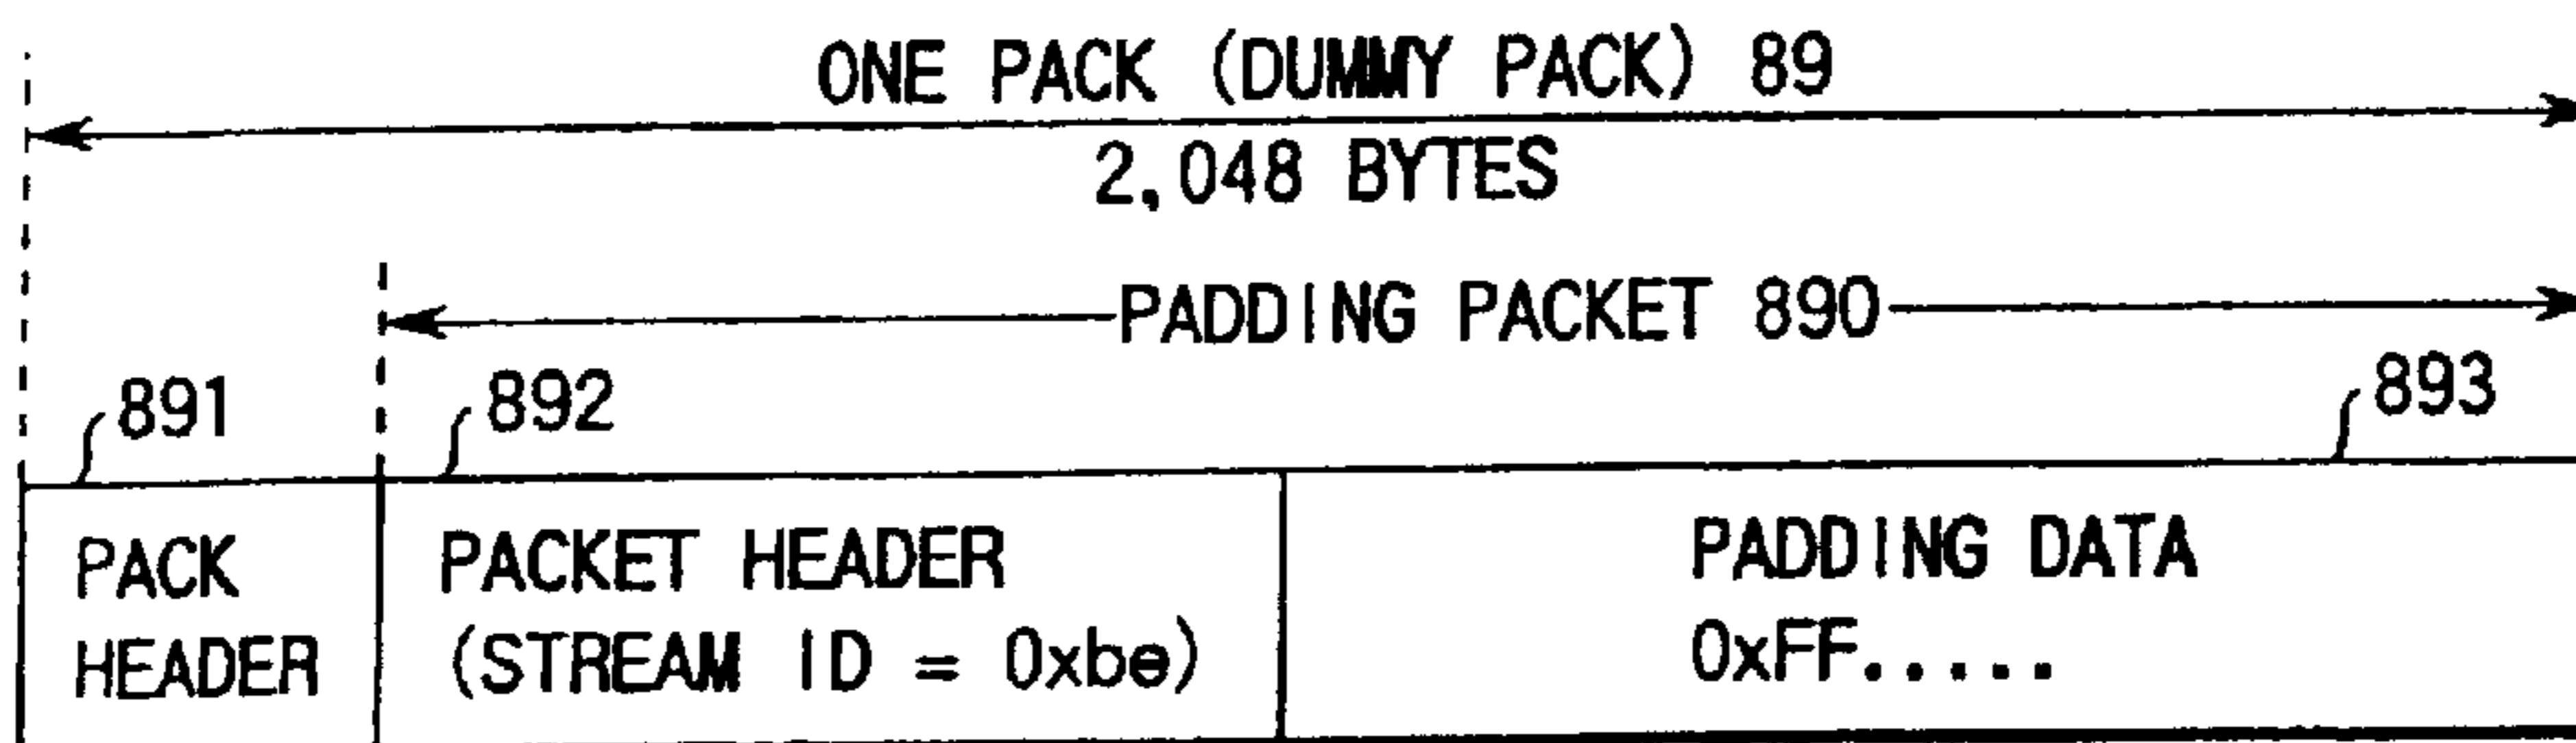 ONE PACK (DUMMY PACK) 89
2,048 BYTES
PADDING PACKET 890
891
892
893
PACK
HEADER
PACKET HEADER
(STREAM ID = 0xbe)
PADDING DATA
0xFF.....